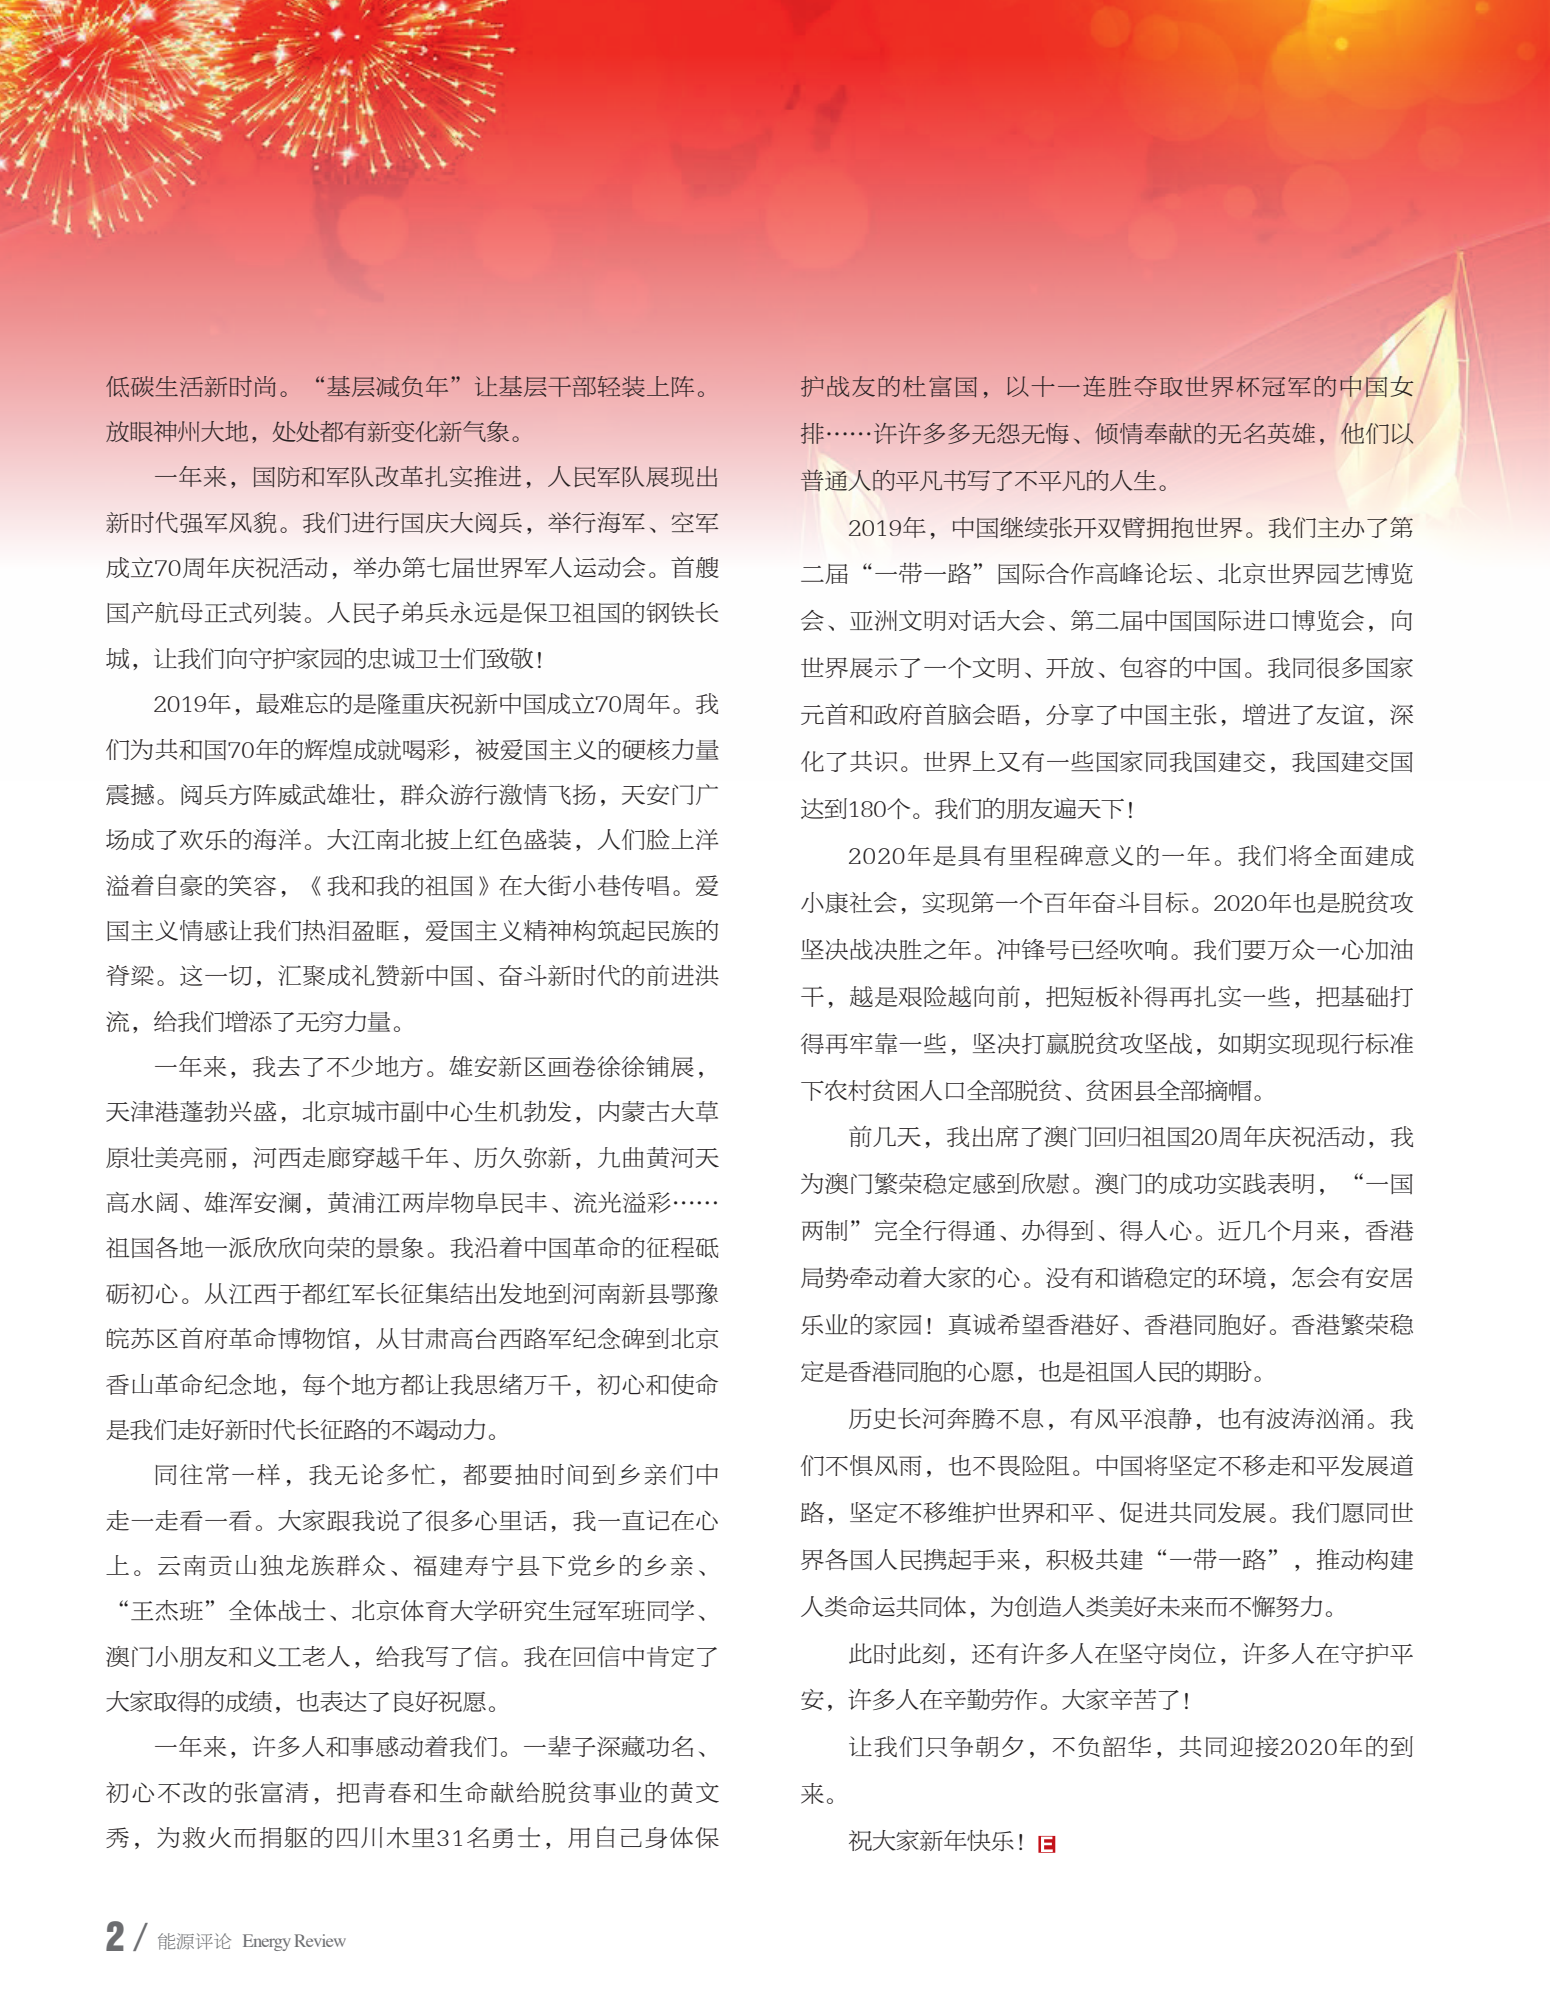 低碳生活新时尚。“基层减负年”让基层干部轻装上阵。
放眼神州大地，处处都有新变化新气象。
一年来，国防和军队改革扎实推进，人民军队展现出
新时代强军风貌。我们进行国庆大阅兵，举行海军、空军
成立70周年庆祝活动，举办第七届世界军人运动会。首艘
国产航母正式列装。人民子弟兵永远是保卫祖国的钢铁长
城，让我们向守护家园的忠诚卫士们致敬！
2019年，最难忘的是隆重庆祝新中国成立70周年。我
们为共和国70年的辉煌成就喝彩，被爱国主义的硬核力量
震撼。阅兵方阵威武雄壮，群众游行激情飞扬，天安门广
场成了欢乐的海洋。大江南北披上红色盛装，人们脸上洋
溢着自豪的笑容，《我和我的祖国》在大街小巷传唱。爱
国主义情感让我们热泪盈眶，爱国主义精神构筑起民族的
脊梁。这一切，汇聚成礼赞新中国、奋斗新时代的前进洪
流，给我们增添了无穷力量。
一年来，我去了不少地方。雄安新区画卷徐徐铺展，
天津港蓬勃兴盛，北京城市副中心生机勃发，内蒙古大草
原壮美亮丽，河西走廊穿越千年、历久弥新，九曲黄河天
高水阔、雄浑安澜，黄浦江两岸物阜民丰、流光溢彩……
祖国各地一派欣欣向荣的景象。我沿着中国革命的征程砥
砺初心。从江西于都红军长征集结出发地到河南新县鄂豫
皖苏区首府革命博物馆，从甘肃高台西路军纪念碑到北京
香山革命纪念地，每个地方都让我思绪万千，初心和使命
是我们走好新时代长征路的不竭动力。
同往常一样，我无论多忙，都要抽时间到乡亲们中
走一走看一看。大家跟我说了很多心里话，我一直记在心
上。云南贡山独龙族群众、福建寿宁县下党乡的乡亲、
“王杰班”全体战士、北京体育大学研究生冠军班同学、
澳门小朋友和义工老人，给我写了信。我在回信中肯定了
大家取得的成绩，也表达了良好祝愿。
一年来，许多人和事感动着我们。一辈子深藏功名、
初心不改的张富清，把青春和生命献给脱贫事业的黄文
秀，为救火而捐躯的四川木里31名勇士，用自己身体保
护战友的杜富国，以十一连胜夺取世界杯冠军的中国女
排……许许多多无怨无悔、倾情奉献的无名英雄，他们以
普通人的平凡书写了不平凡的人生。
2019年，中国继续张开双臂拥抱世界。我们主办了第
二届“一带一路”国际合作高峰论坛、北京世界园艺博览
会、亚洲文明对话大会、第二届中国国际进口博览会，向
世界展示了一个文明、开放、包容的中国。我同很多国家
元首和政府首脑会晤，分享了中国主张，增进了友谊，深
化了共识。世界上又有一些国家同我国建交，我国建交国
达到180个。我们的朋友遍天下！
2020年是具有里程碑意义的一年。我们将全面建成
小康社会，实现第一个百年奋斗目标。2020年也是脱贫攻
坚决战决胜之年。冲锋号已经吹响。我们要万众一心加油
干，越是艰险越向前，把短板补得再扎实一些，把基础打
得再牢靠一些，坚决打赢脱贫攻坚战，如期实现现行标准
下农村贫困人口全部脱贫、贫困县全部摘帽。
前几天，我出席了澳门回归祖国20周年庆祝活动，我
为澳门繁荣稳定感到欣慰。澳门的成功实践表明，“一国
两制”完全行得通、办得到、得人心。近几个月来，香港
局势牵动着大家的心。没有和谐稳定的环境，怎会有安居
乐业的家园！真诚希望香港好、香港同胞好。香港繁荣稳
定是香港同胞的心愿，也是祖国人民的期盼。
历史长河奔腾不息，有风平浪静，也有波涛汹涌。我
们不惧风雨，也不畏险阻。中国将坚定不移走和平发展道
路，坚定不移维护世界和平、促进共同发展。我们愿同世
界各国人民携起手来，积极共建“一带一路”，推动构建
人类命运共同体，为创造人类美好未来而不懈努力。
此时此刻，还有许多人在坚守岗位，许多人在守护平
安，许多人在辛勤劳作。大家辛苦了！
让我们只争朝夕，不负韶华，共同迎接2020年的到
来。
祝大家新年快乐！E
2 / 能源评论 Energy Review